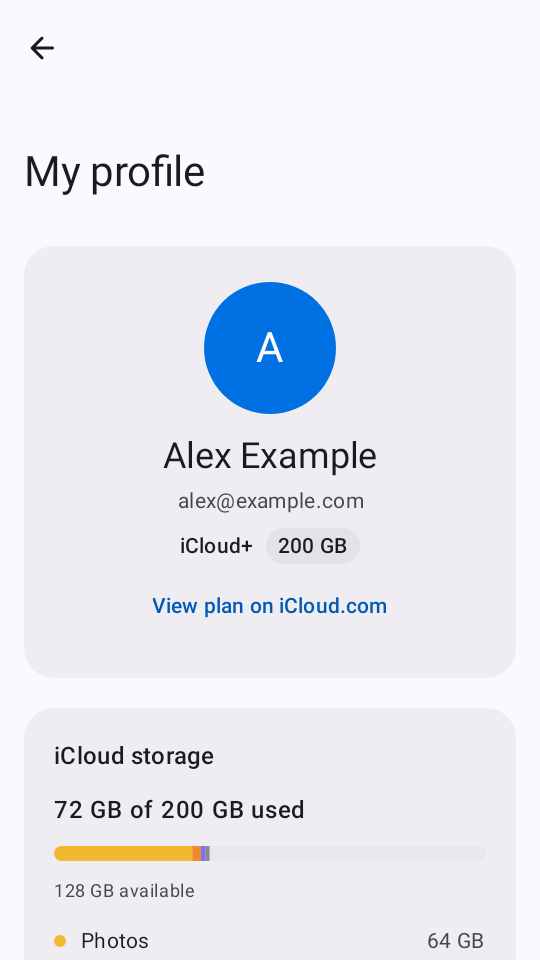 My profile
A
Alex Example
alex@example.com
iCloud+ 200 GB
View plan on iCloud.com
iCloud storage
72 GB of 200 GB used
128 GB available
Photos 64 GB